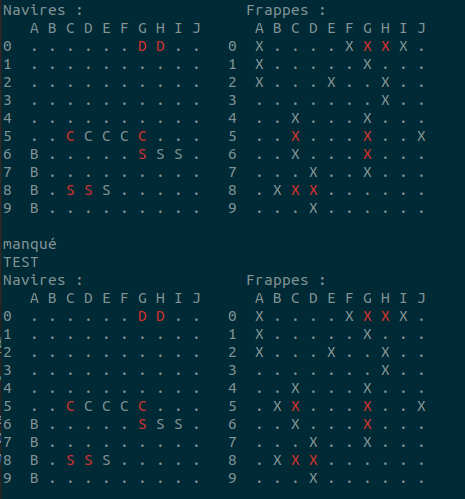 Navires :                  Frappes :
   A B C D E F G H I J        A B C D E F G H I J
0  . . . . . . D D . .   0  X . . . . X X X X .
1  . . . . . . . . . .   1  X . . . . . X . . .
2  . . . . . . . . . .   2  X . . . X . . X . .
3  . . . . . . . . . .   3  . . . . . . . X . .
4  . . . . . . . . . .   4  . . X . . . X . . .
5  . . C C C C C . . .   5  . . X . . . X . . X
6  B . . . . . S S S .   6  . . X . . . X . . .
7  B . . . . . . . . .   7  . . . X . . X . . .
8  B . S S S . . . . .   8  . X X X . . . . . .
9  B . . . . . . . . .   9  . . . X . . . . . .
manqué
TEST
Navires :                  Frappes :
   A B C D E F G H I J        A B C D E F G H I J
0  . . . . . . D D . .   0  X . . . . X X X X .
1  . . . . . . . . . .   1  X . . . . . X . . .
2  . . . . . . . . . .   2  X . . . X . . X . .
3  . . . . . . . . . .   3  . . . . . . . X . .
4  . . . . . . . . . .   4  . . X . . . X . . .
5  . . C C C C C . . .   5  . X X . . . X . . X
6  B . . . . . S S S .   6  . . X . . . X . . .
7  B . . . . . . . . .   7  . . . X . . X . . .
8  B . S S S . . . . .   8  . X X X . . . . . .
9  B . . . . . . . . .   9  . . . X . . . . . .